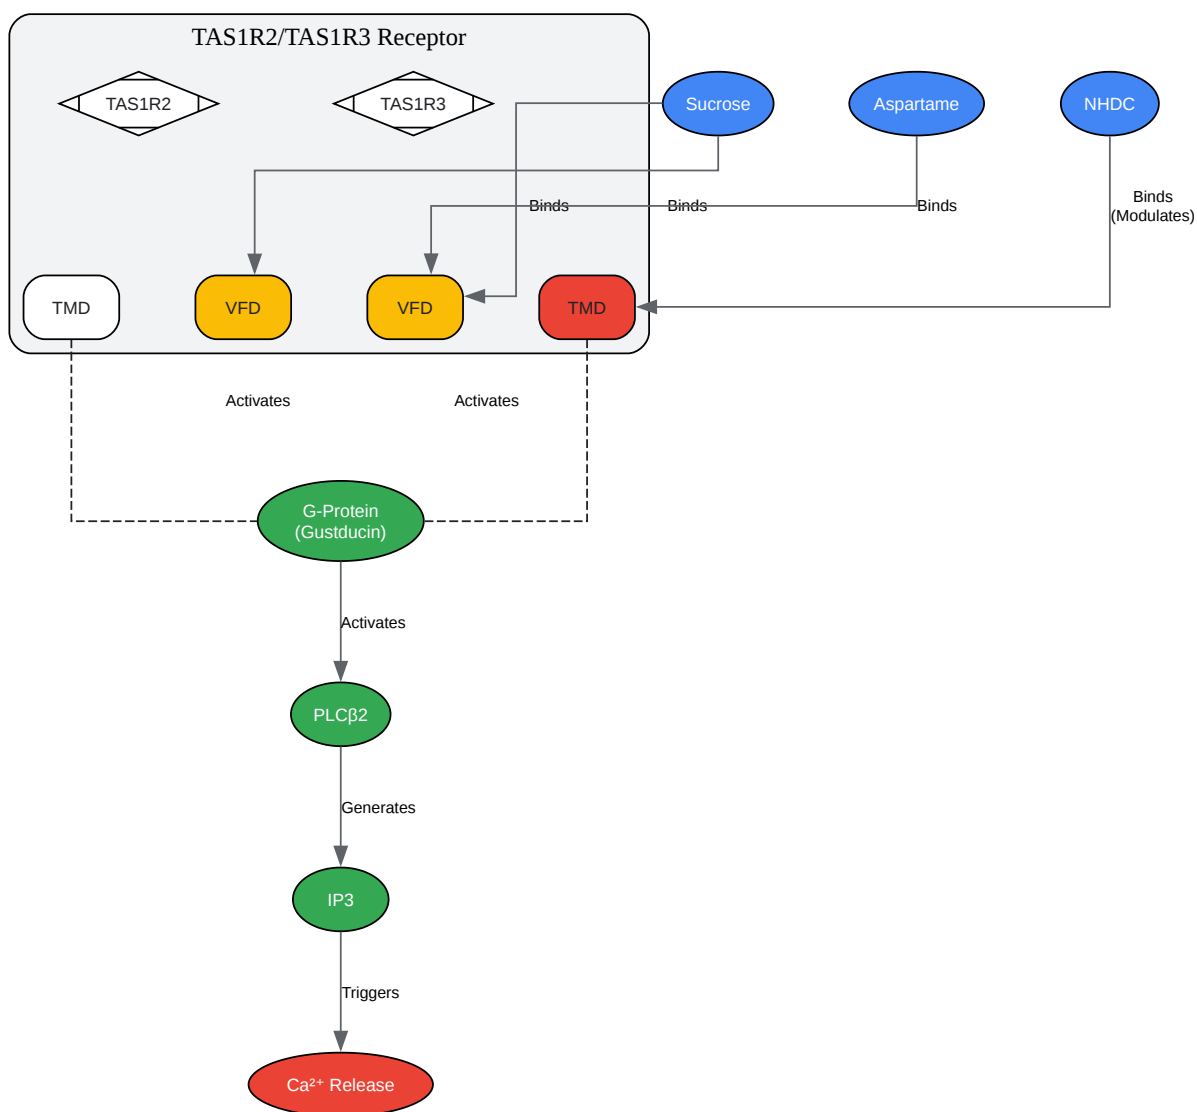 TAS1R2/TAS1R3 Receptor
TAS1R2
TAS1R3
Sucrose
Aspartame
NHDC
Binds
Binds
Binds
Binds
(Modulates)
TMD
VFD
VFD
TMD
Activates
Activates
G-Protein
(Gustducin)
Activates
PLCβ2
Generates
IP3
Triggers
Ca²⁺ Release